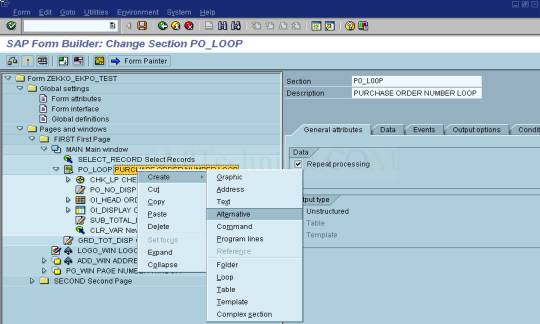 Form Edit Goto Utilities Environment System Help
SAP Form Builder: Change Section PO_LOOP
Form Painter
Form ZEKKO_EKPO_TEST
Global settings
Form attributes
Form interface
Global definitions
Pages and windows
FIRST First Page
MAIN Main window
SELECT_RECORD Select Records
PO_LOOP PURCHASE ORDER NUMBER LOOP
CHK_LP CHE
PO_NO_DISP
OI_HEAD ORD
OI_DISPLAY O
SUB_TOTAL_
CLR_VAR New
GRD_TOT_DISP
LOGO_WIN LOGO
ADD_WIN ADDRE
PG_WIN PAGE NUMBER
SECOND Second Page
Create
Cut
Copy
Paste
Delete
Set focus
Expand
Collapse
Graphic
Address
Text
Alternative
Command
Program lines
Reference
Folder
Loop
Table
Template
Complex section
Section PO_LOOP
Description PURCHASE ORDER NUMBER LOOP
General attributes Data Events Output options Condit
Data
Repeat processing
tput type
Unstructured
Table
Template